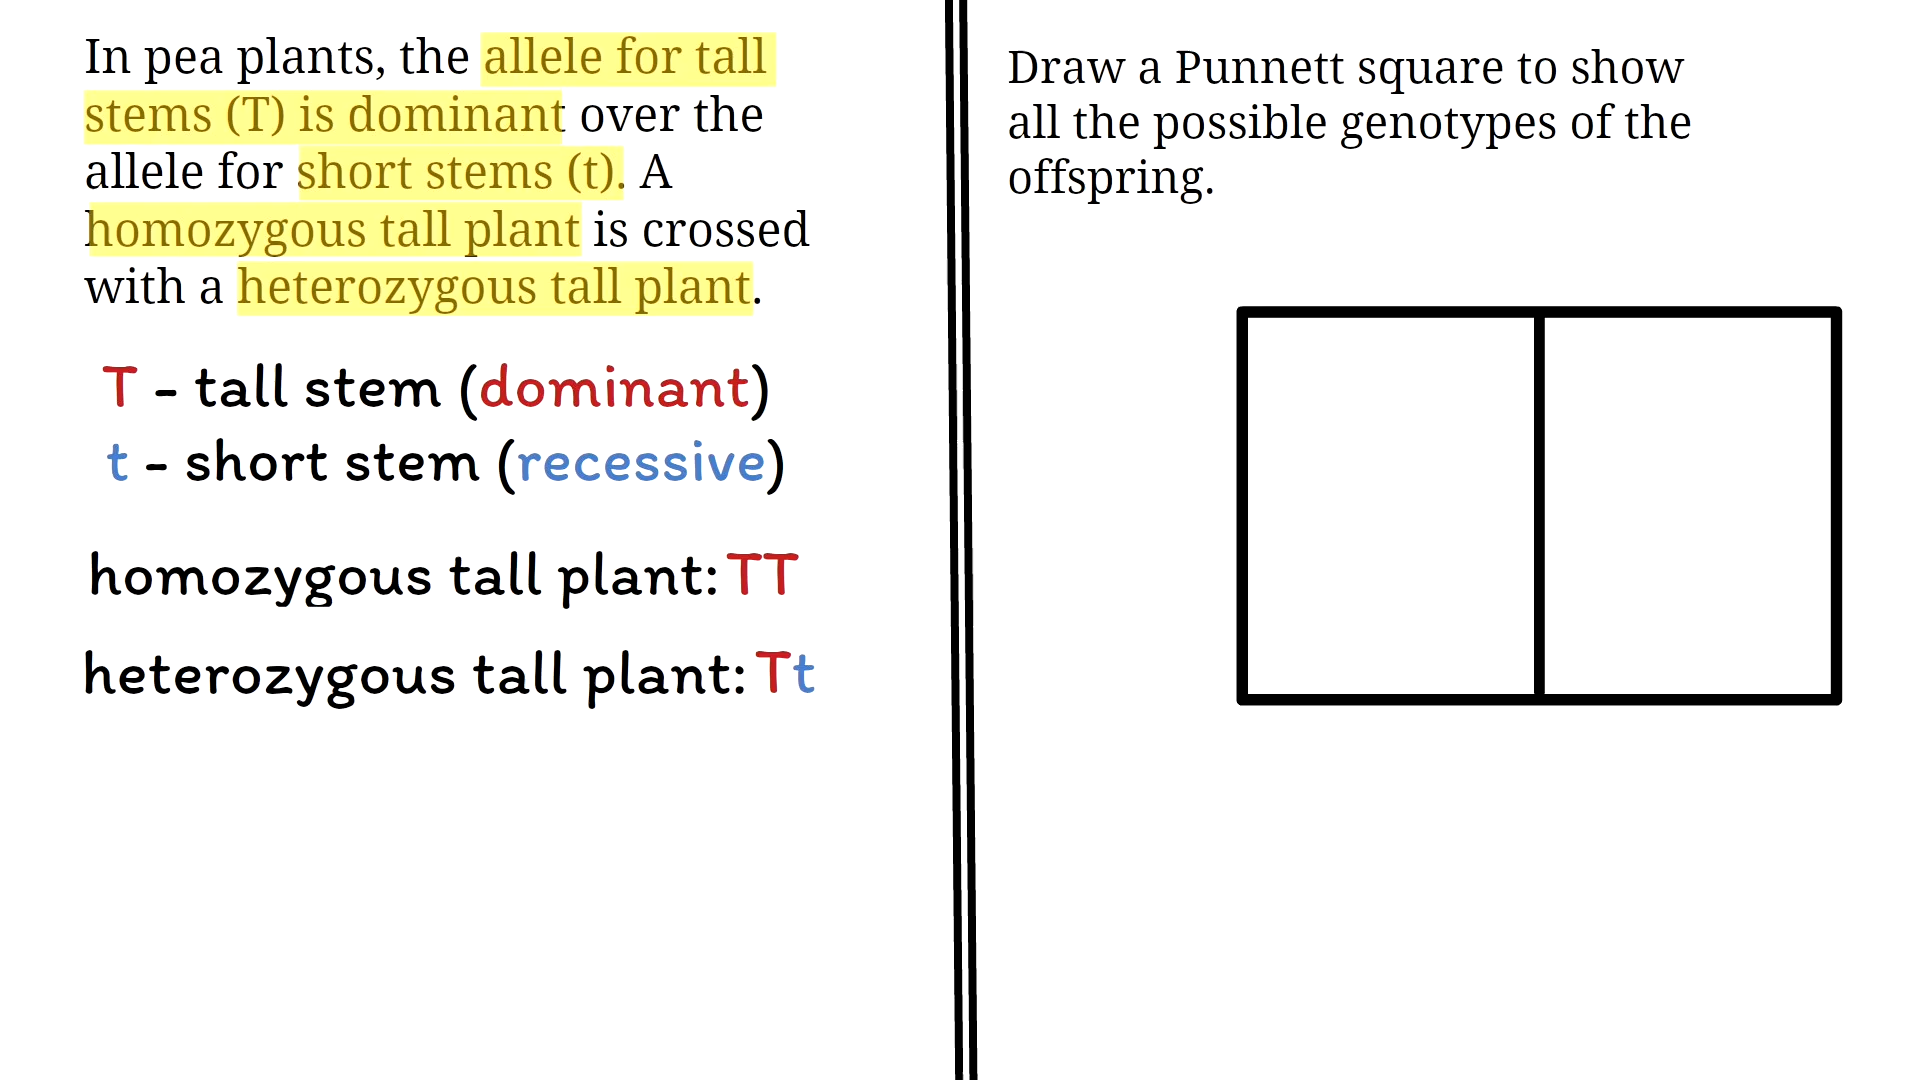 In pea plants, the allele for tall
stems (T) is dominant over the
allele for short stems (t). A
homozygous tall plant is crossed
with a heterozygous tall plant.
T - tall stem (dominant)
t - short stem (recessive)
homozygous tall plant: TT
heterozygous tall plant: Tt
Draw a Punnett square to show
all the possible genotypes of the
offspring.